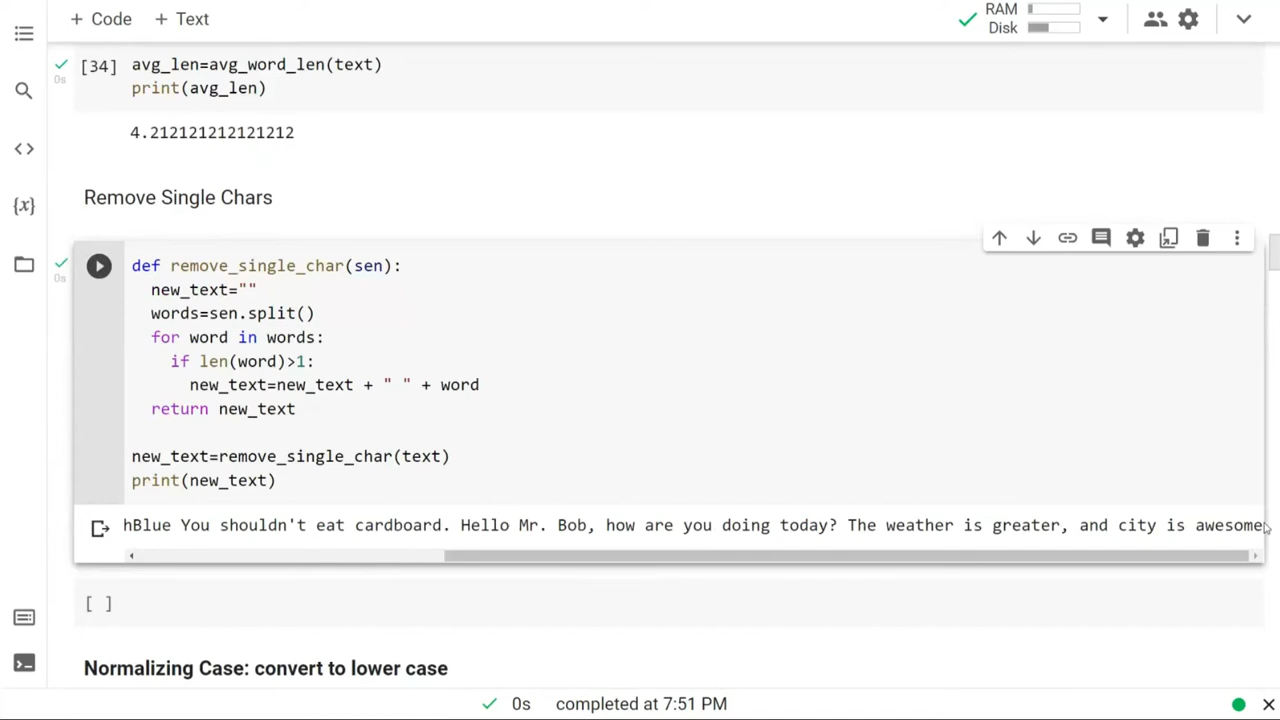 + Code + Text
RAM
Disk
[34] avg_len=avg_word_len(text)
print(avg_len)
0s
4.212121212121212
Remove Single Chars
{x}
def remove_single_char(sen):
0s
new_text=""
words=sen.split()
for word in words:
if len(word)>1:
new_text=new_text + " " + word
return new_text
new_text=remove_single_char(text)
print(new_text)
hBlue You shouldn't eat cardboard. Hello Mr. Bob, how are you doing today? The weather is greater, and city is awesome
[ ]
Normalizing Case: convert to lower case
0s completed at 7:51 PM